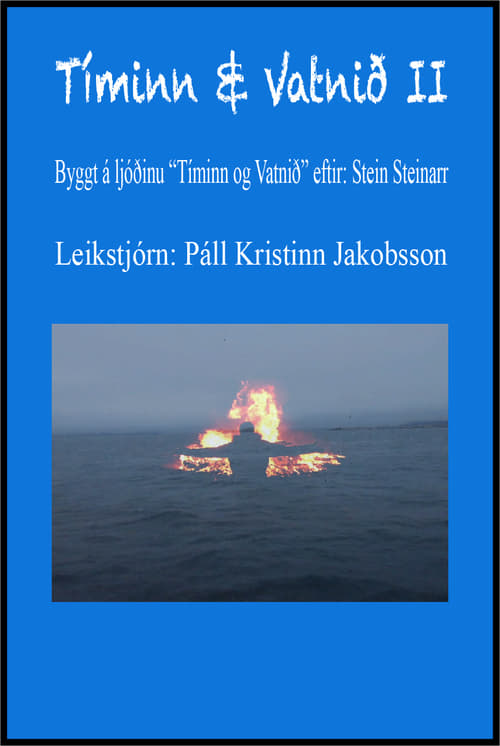 Tíminn & Vatnið II
Byggt á ljóðinu “Tíminn og Vatnið” eftir: Stein Steinarr
Leikstjórn: Páll Kristinn Jakobsson